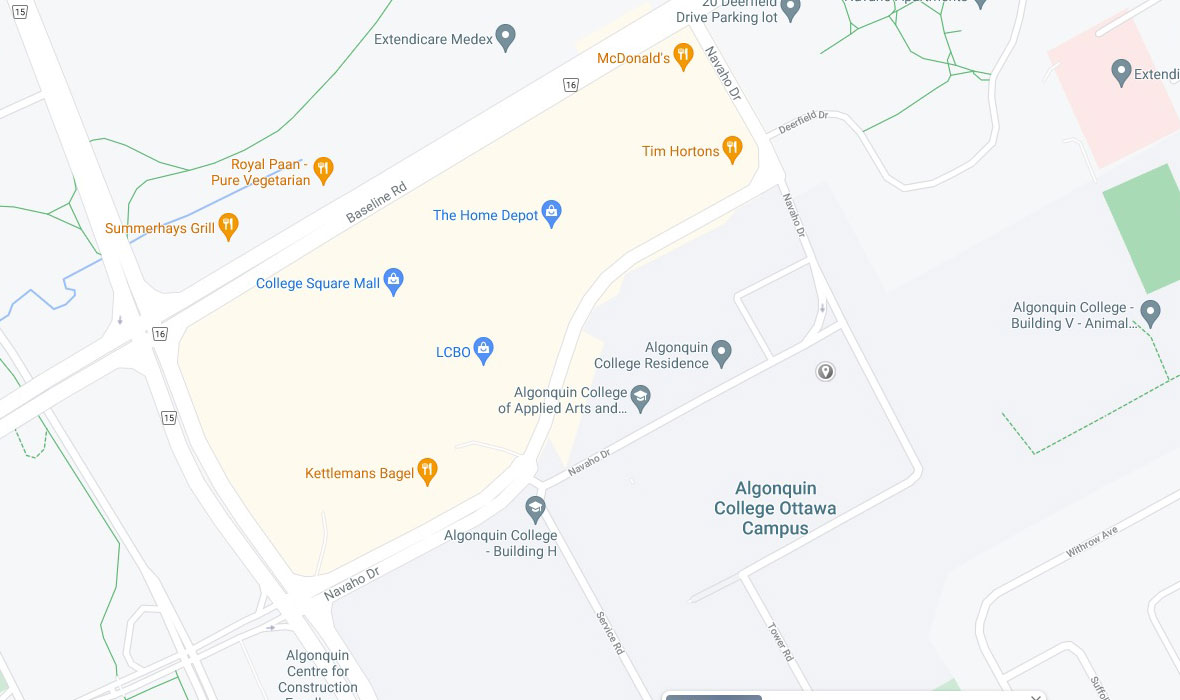 15
20 Deerfield
Drive Parking lot
Extendicare Medex
McDonald's
Navaho Dr
16
Extendi
Deerfield Dr
Tim Hortons
Royal Paan -
Pure Vegetarian
Baseline Rd
Navaho Dr
The Home Depot
Summerhays Grill
College Square Mall
Algonquin College -
Building V - Animal...
16
LCBO
Algonquin
College Residence
Algonquin College
of Applied Arts and...
15
Navaho Dr
Kettlemans Bagel
Algonquin
College Ottawa
Campus
Algonquin College
- Building H
Withrow Ave
Navaho Dr
Service Rd
Tower Rd
Algonquin
Centre for
Construction